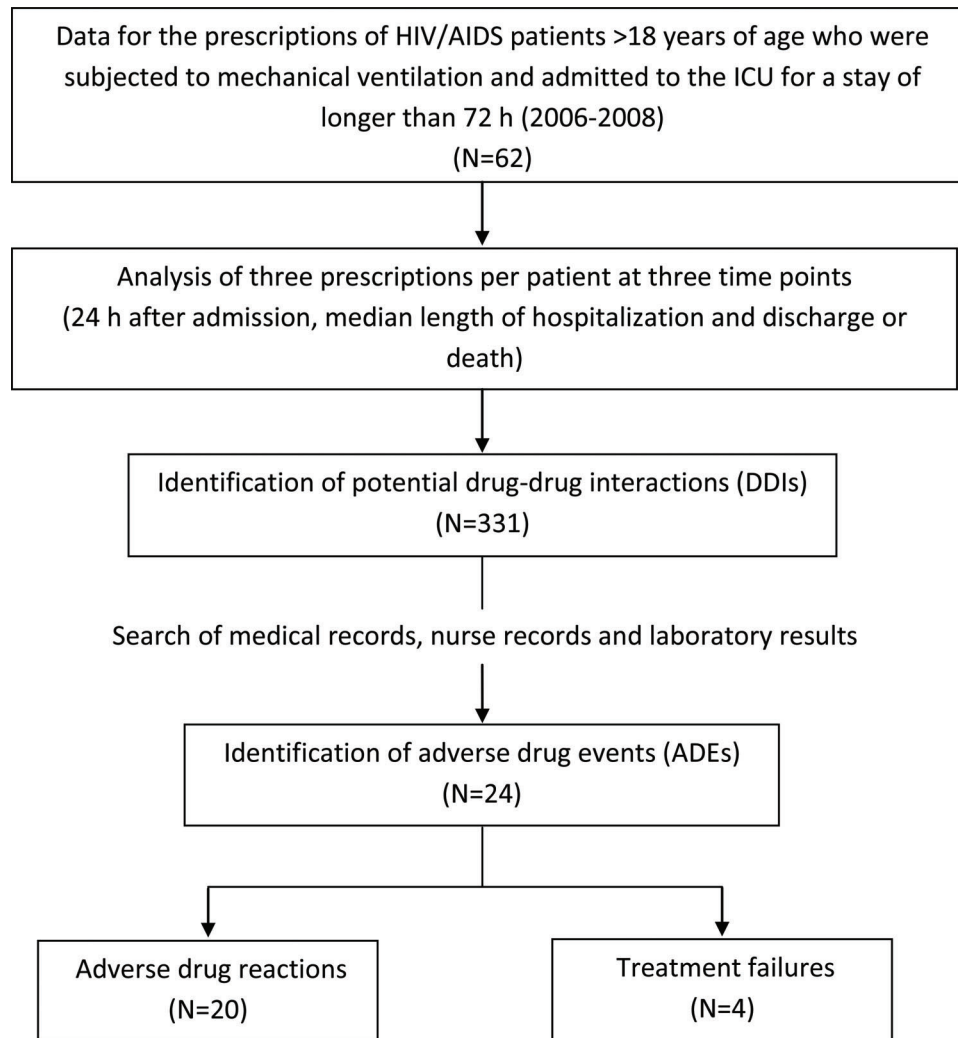 Data for the prescriptions of HIV/AIDS patients >18 years of age who were
subjected to mechanical ventilation and admitted to the ICU for a stay of
longer than 72 h (2006-2008)
(N=62)
Analysis of three prescriptions per patient at three time points
(24 h after admission, median length of hospitalization and discharge or
death)
Identification of potential drug-drug interactions (DDIs)
(N=331)
Search of medical records, nurse records and laboratory results
Identification of adverse drug events (ADEs)
(N=24)
Adverse drug reactions
(N=20)
Treatment failures
(N=4)